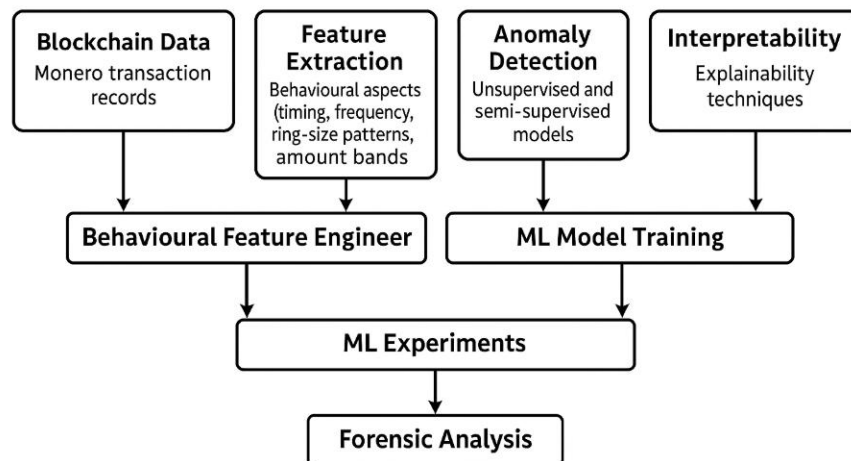 Blockchain Data
Monero transaction
records
Feature
Extraction
Behavioural aspects
(timing, frequency,
ring-size patterns,
amount bands
Anomaly
Detection
Unsupervised and
semi-supervised
models
Interpretability
Explainability
techniques
Behavioural Feature Engineer
ML Model Training
ML Experiments
Forensic Analysis